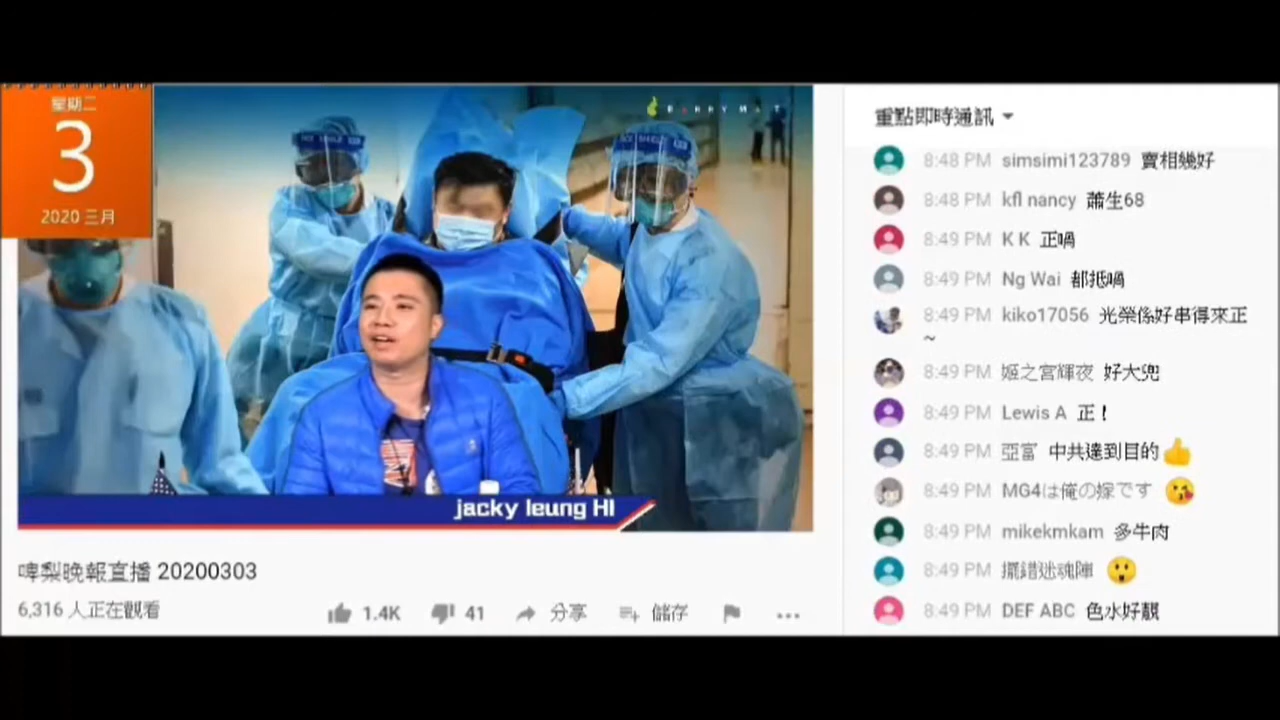 星期二
3
2020 三月
jacky leung HI
啤梨晚報直播 20200303
6,316 人正在觀看
1.4K
41
分享
儲存
重點即時通訊
8:48 PM simsimi123789 賣相幾好
8:48 PM kfl nancy 蕭生68
8:49 PM K K 正喎
8:49 PM Ng Wai 都抵喎
8:49 PM kiko17056 光榮係好串得來正
~
8:49 PM 姬之宮輝夜 好大兜
8:49 PM Lewis A 正！
8:49 PM 亞富 中共達到目的👍
8:49 PM MG4は俺の嫁です 😘
8:49 PM mikekmkam 多牛肉
8:49 PM 擺錯迷魂陣 😲
8:49 PM DEF ABC 色水好靚